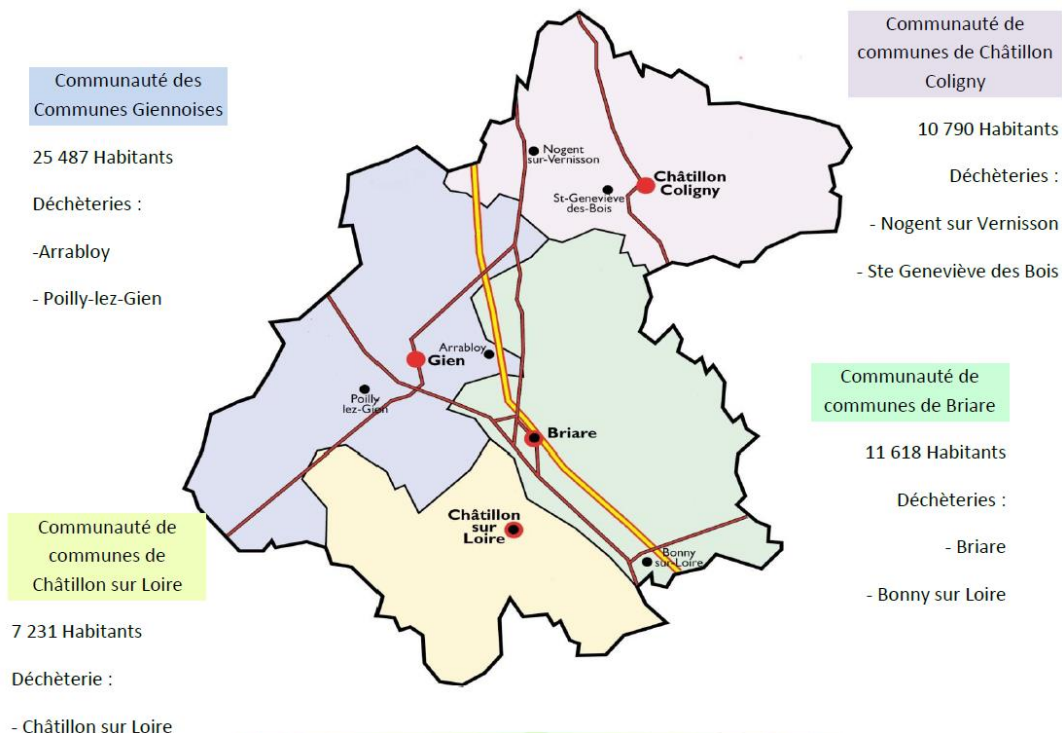 Communauté des
Communes Giennoises
25 487 Habitants
Déchèteries :
-Arrabloy
- Poilly-lez-Gien
Communauté de
communes de Châtillon
Coligny
10 790 Habitants
Déchèteries :
- Nogent sur Vernisson
- Ste Geneviève des Bois
Nogent
sur-Vernisson
Châtillon
Coligny
St-Geneviève
des-Bois
Arrabloy
Gien
Poilly
lez-Gien
Briare
Châtillon
sur
Loire
Bonny
sur-Loire
Communauté de
communes de Briare
11 618 Habitants
Déchèteries :
- Briare
- Bonny sur Loire
Communauté de
communes de
Châtillon sur Loire
7 231 Habitants
Déchèterie :
- Châtillon sur Loire